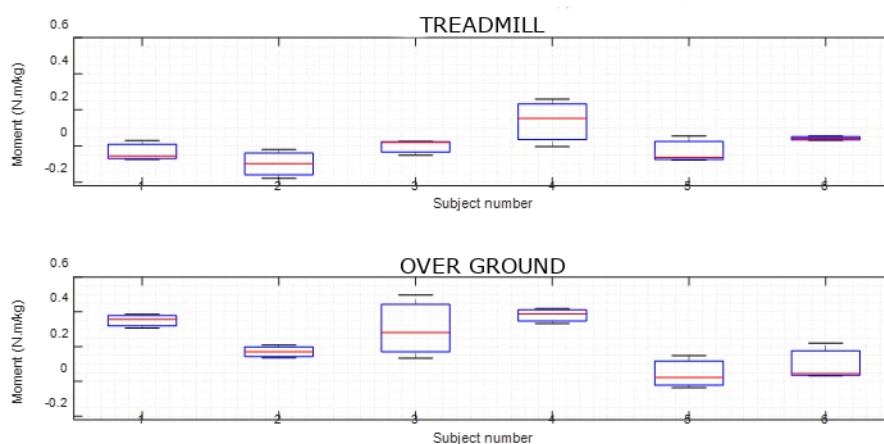 TREADMILL
0.6
0.4
0.2
0
-0.2
Moment (N.m/kg)
1 2 3 4 5 6
Subject number
OVER GROUND
0.6
0.4
0.2
0
-0.2
Moment (N.m/kg)
1 2 3 4 5 6
Subject number